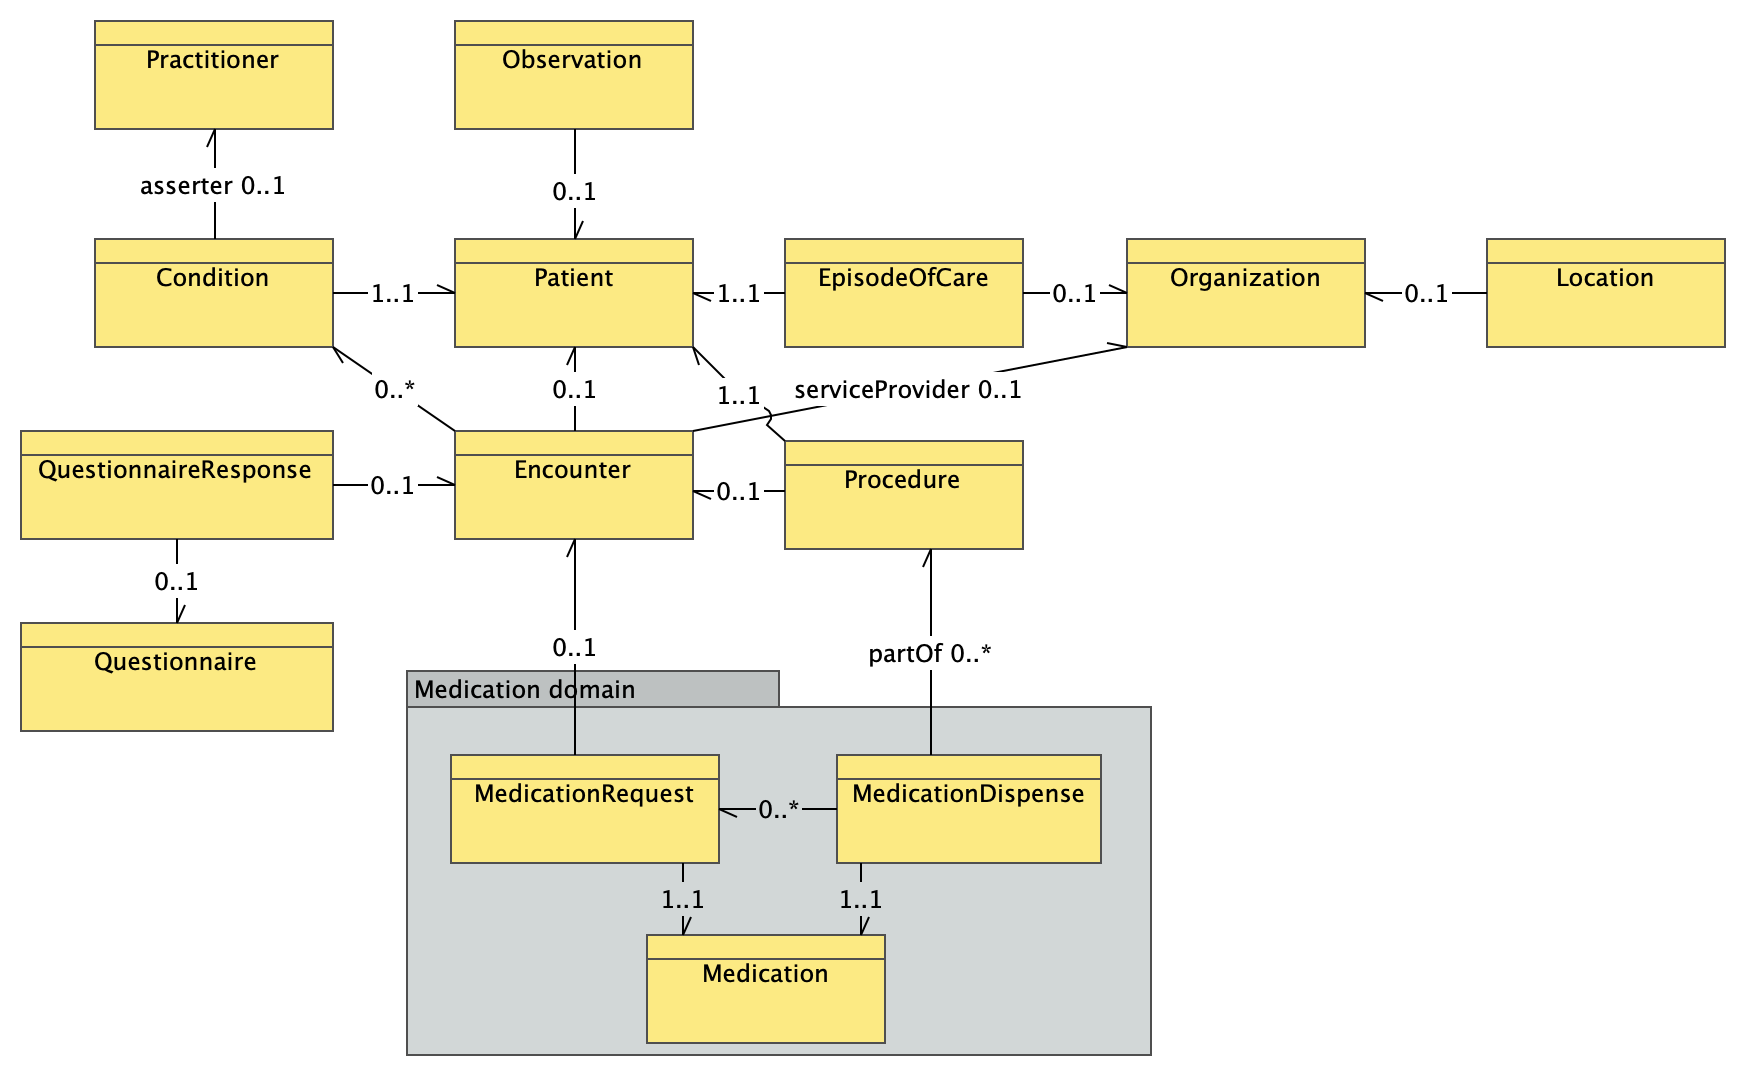 Practitioner
Observation
asserter 0..1
0..1
Condition
1..1
Patient
1..1
EpisodeOfCare
0..1
Organization
0..1
Location
0..*
0..1
1..1
serviceProvider 0..1
QuestionnaireResponse
0..1
Encounter
0..1
Procedure
0..1
Questionnaire
0..1
partOf 0..*
Medication domain
MedicationRequest
0..*
MedicationDispense
1..1
1..1
Medication